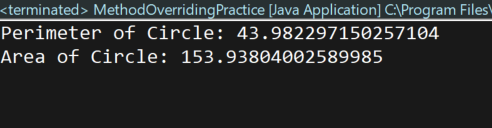 <terminated> MethodOverridingPractice [Java Application] C:\Program Files\
Perimeter of Circle: 43.982297150257104
Area of Circle: 153.93804002589985